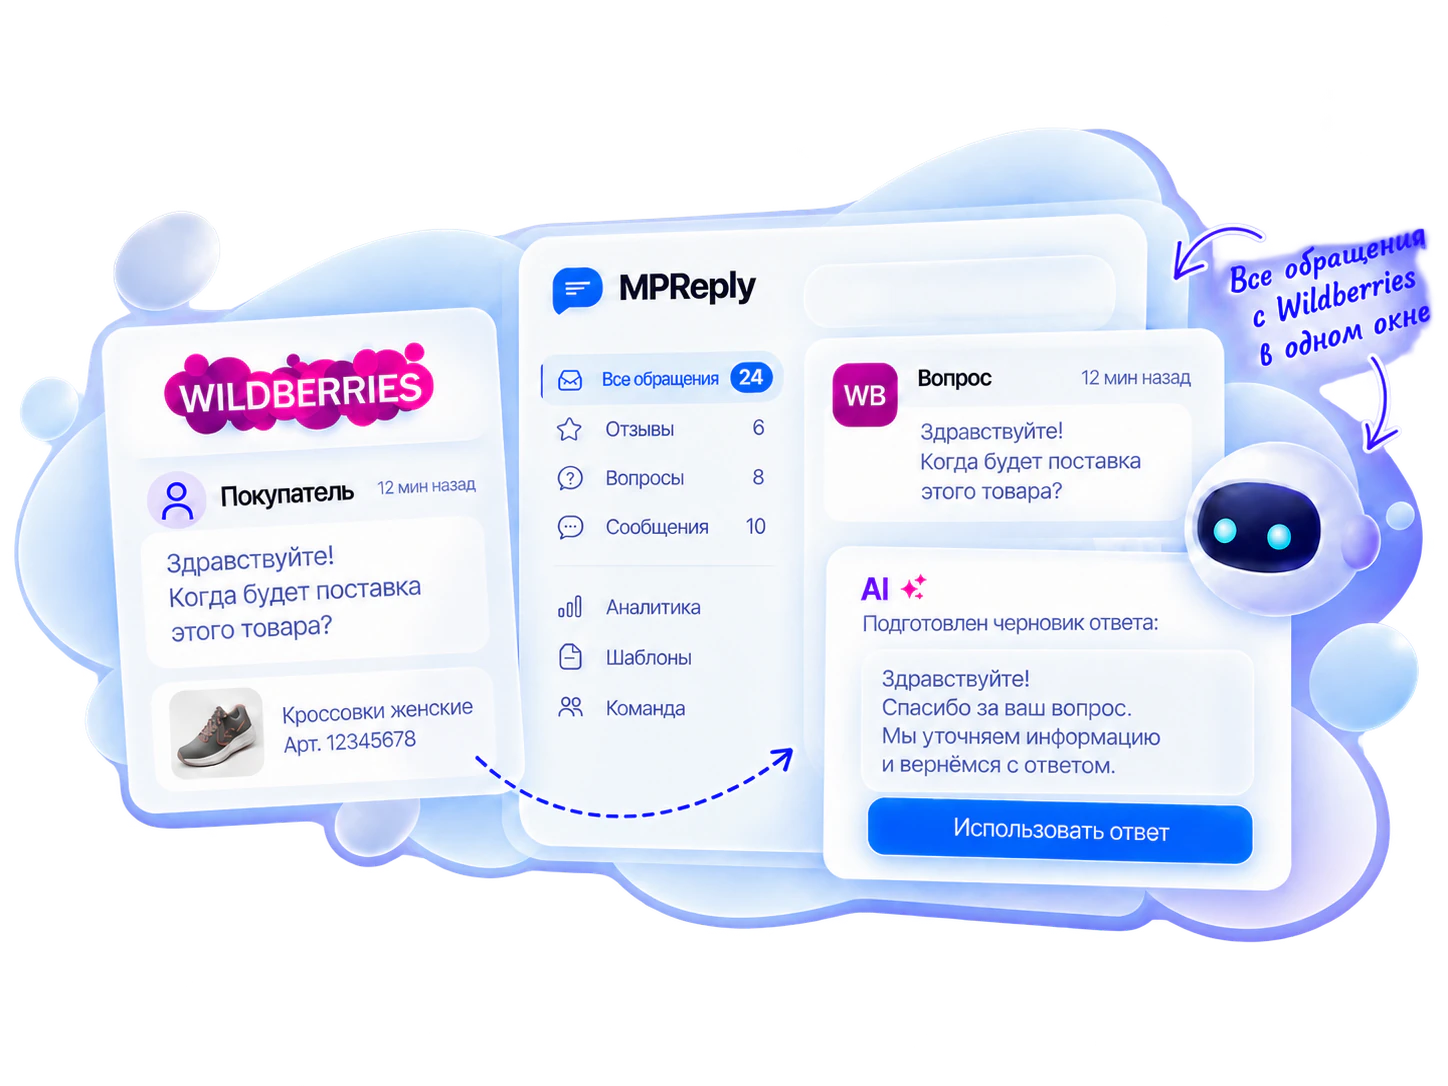 WILDBERRIES
Покупатель
12 мин назад
Здравствуйте!
Когда будет поставка
этого товара?
Кроссовки женские
Арт. 12345678
MPReply
Все обращения 24
Отзывы 6
Вопросы 8
Сообщения 10
Аналитика
Шаблоны
Команда
WB
Вопрос
12 мин назад
Здравствуйте!
Когда будет поставка
этого товара?
AI
Подготовлен черновик ответа:
Здравствуйте!
Спасибо за ваш вопрос.
Мы уточняем информацию
и вернёмся с ответом.
Использовать ответ
Все обращения
с Wildberries
в одном окне